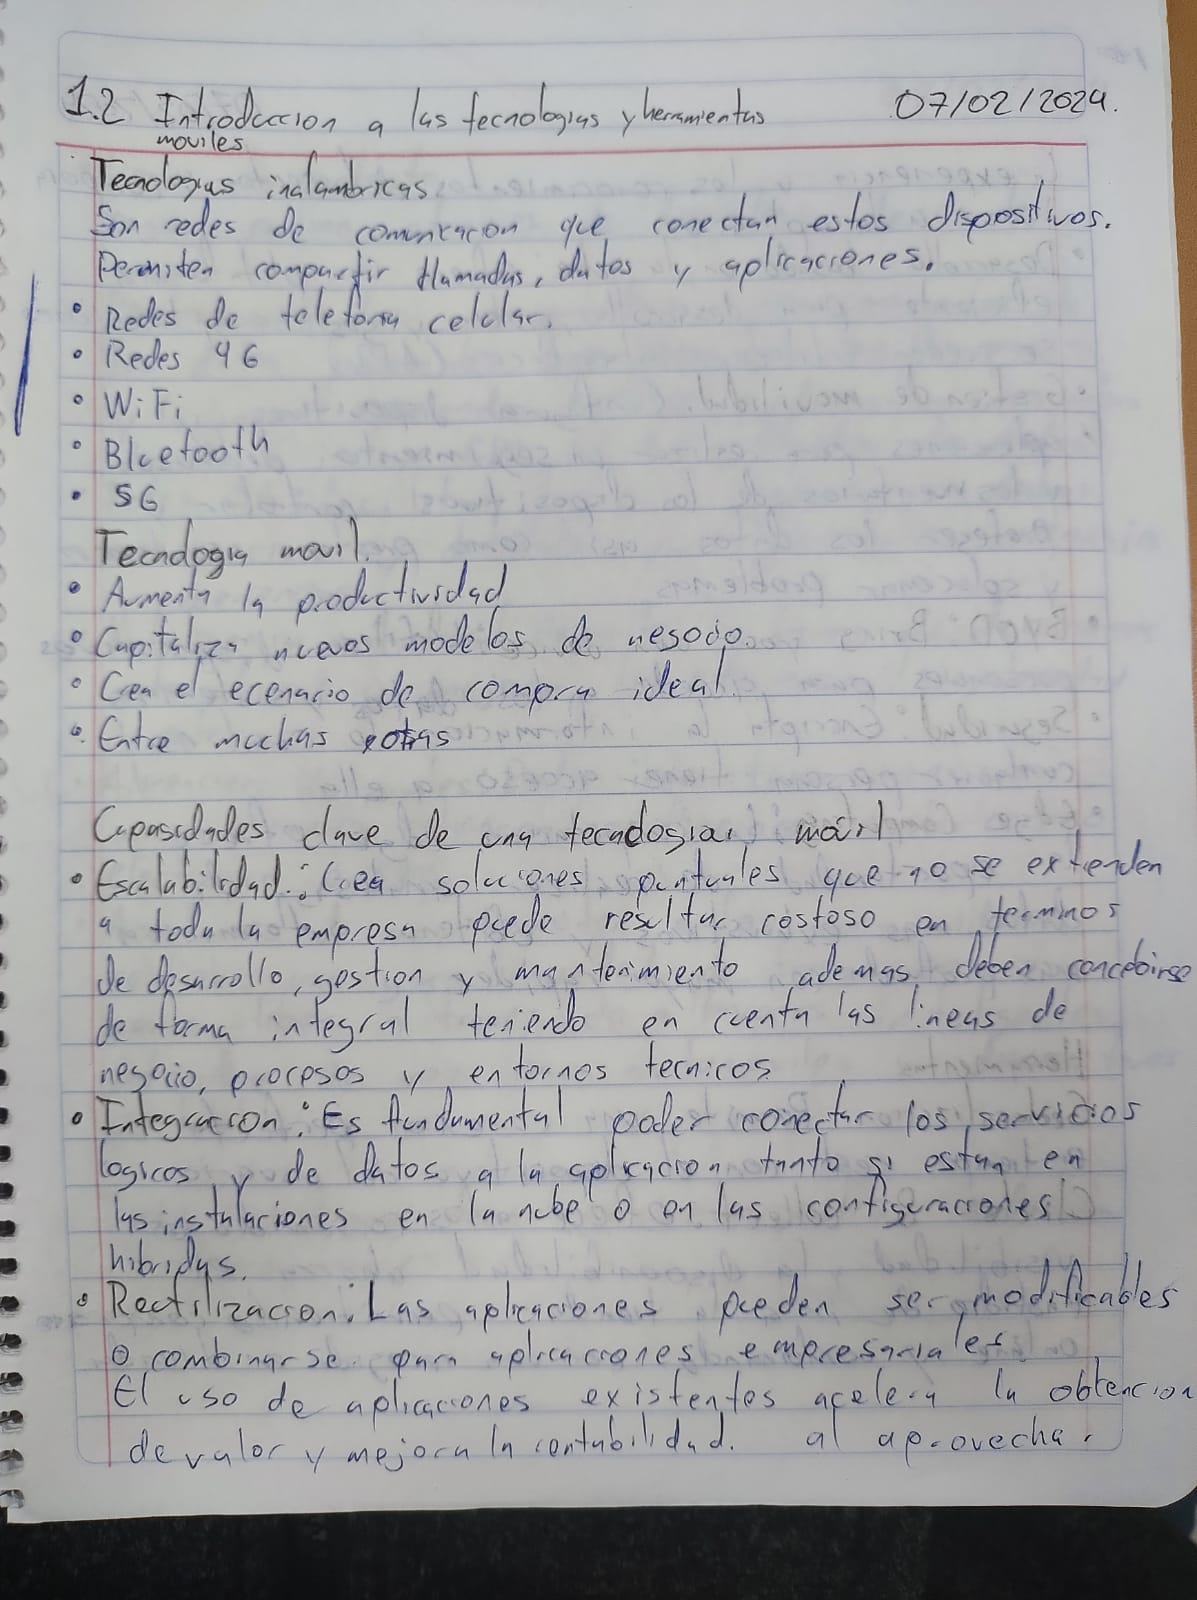 1.2 Introduccion a las tecnologias y herramientas 07/02/2024.
moviles
Tecnologias inalambricas
Son redes de comunicacion que conectan estos dispositivos.
Permiten compartir llamadas, datos y aplicaciones.
• Redes de telefonia celular.
• Redes 4G
• WiFi
• Bluetooth
• 5G
Tecnologia movil.
• Aumenta la productividad
• Capitaliza nuevos modelos de negocio.
• Crea el ecenario de compra ideal.
• Entre muchas otras
Capasidades clave de una tecnologia movil
• Escalabilidad.: Crea soluciones puntuales que no se extienden
a toda la empresa puede resultar costoso en terminos
de desarrollo, gestion y mantenimiento ademas deben concebirse
de forma integral teniendo en cuenta las lineas de
negocio, procesos y entornos tecnicos
• Integracion: Es fundamental poder conectar los servicios
logicos y de datos a la aplicacion tanto si estan en
las instalaciones en la nube o en las configuraciones
hibridas.
• Reutilizacion: Las aplicaciones pueden ser modificables
o combinarse para aplicaciones empresariales
El uso de aplicaciones existentes acelera la obtencion
de valor y mejora la rentabilidad. al aprovechar